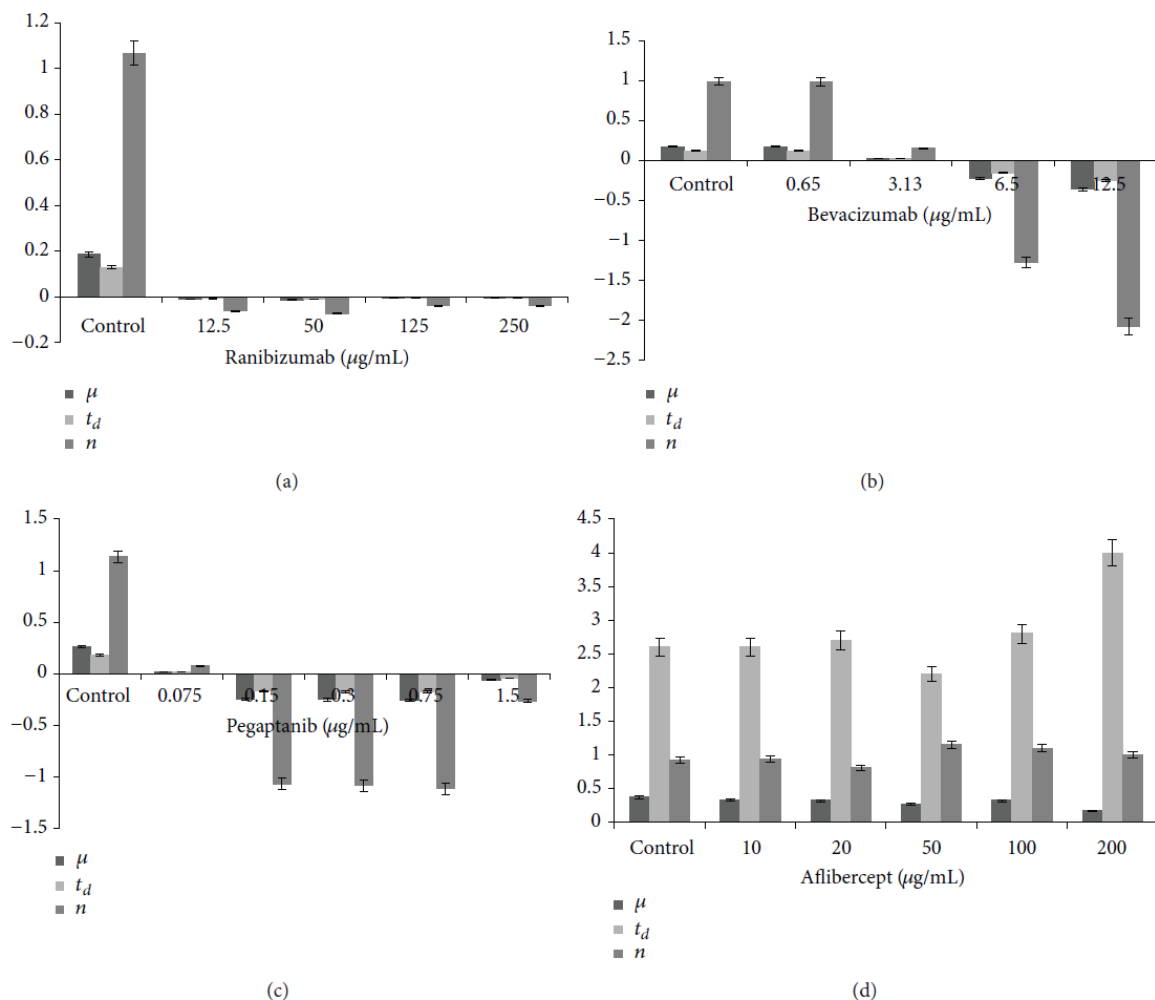 1.2
1
0.8
0.6
0.4
0.2
0
−0.2
Control 12.5 50 125 250
Ranibizumab (μg/mL)
μ
t_d
n
(a)
1.5
1
0.5
0
−0.5
−1
−1.5
−2
−2.5
Control 0.65 3.13 6.5 12.5
Bevacizumab (μg/mL)
μ
t_d
n
(b)
1.5
1
0.5
0
−0.5
−1
−1.5
Control 0.075 0.15 0.3 0.75 1.5
Pegaptanib (μg/mL)
μ
t_d
n
(c)
4.5
4
3.5
3
2.5
2
1.5
1
0.5
0
Control 10 20 50 100 200
Aflibercept (μg/mL)
μ
t_d
n
(d)